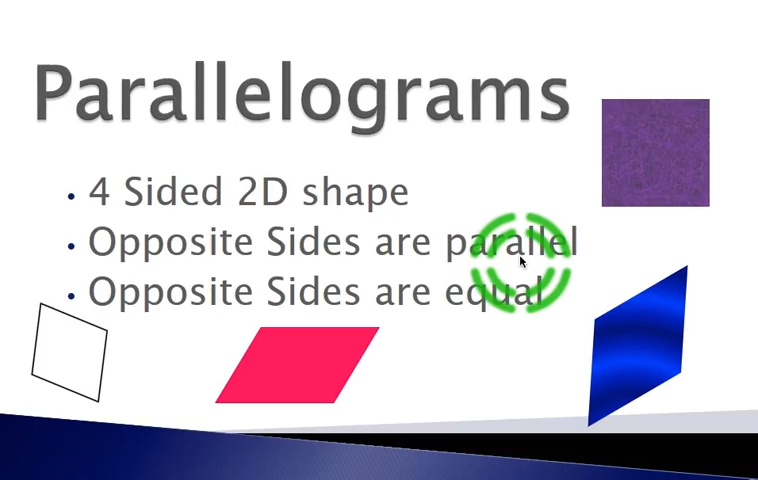 Parallelograms
• 4 Sided 2D shape
• Opposite Sides are parallel
• Opposite Sides are equal